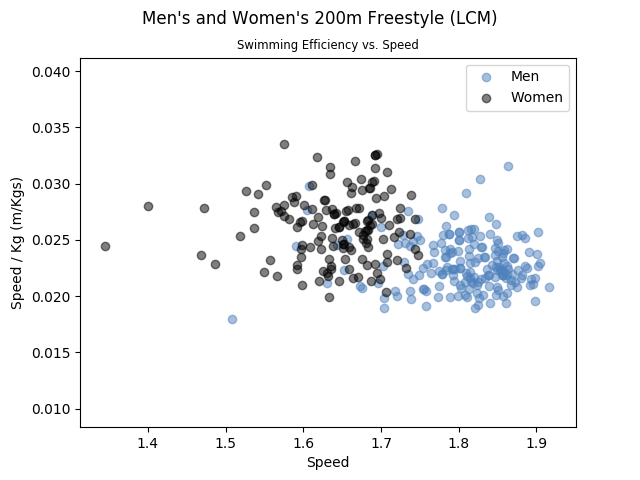 Men's and Women's 200m Freestyle (LCM)
Swimming Efficiency vs. Speed
Men
Women
0.040
0.035
0.030
0.025
0.020
0.015
0.010
Speed / Kg (m/Kgs)
1.4 1.5 1.6 1.7 1.8 1.9
Speed